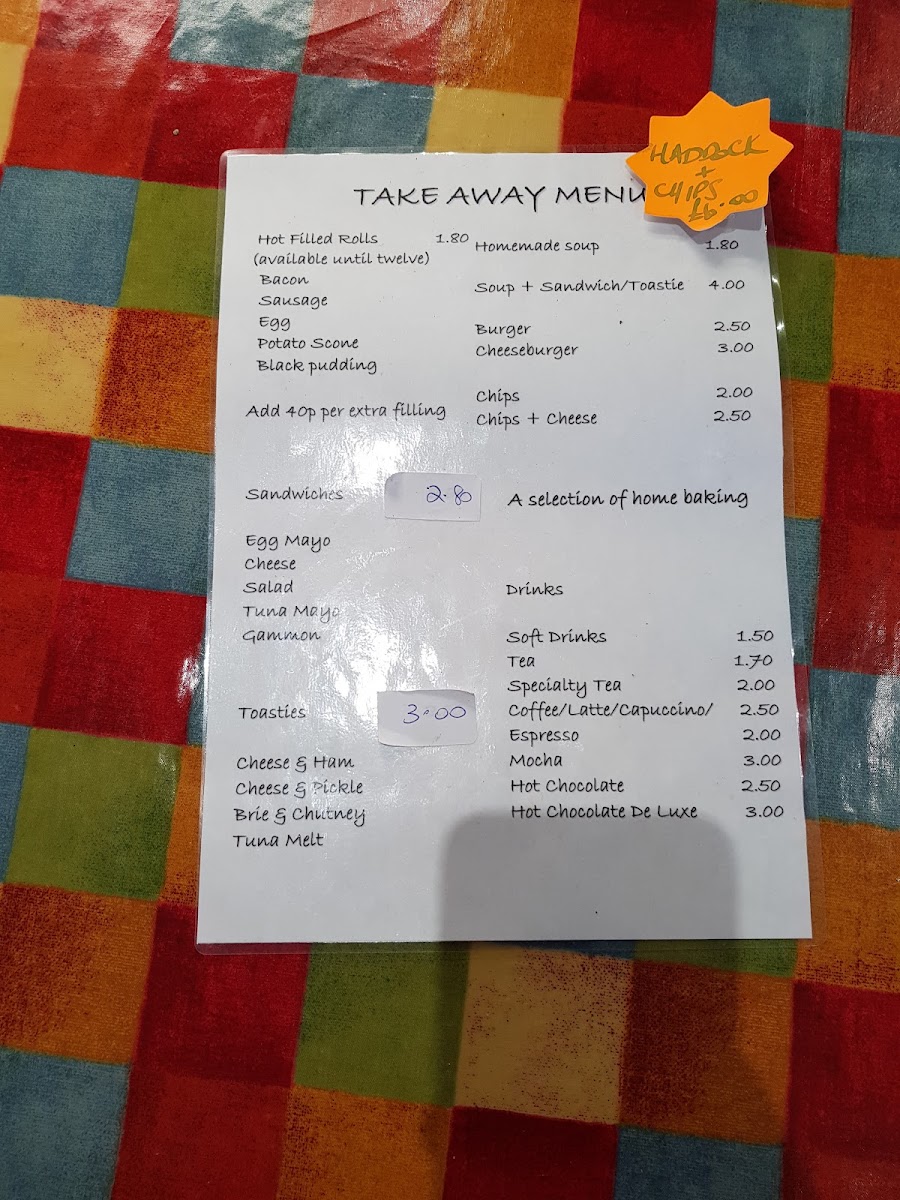 HADDOCK
+
CHIPS
£6.00
TAKE AWAY MENU
Hot Filled Rolls 1.80
(available until twelve)
Bacon
Sausage
Egg
Potato Scone
Black pudding
Add 40p per extra filling
Sandwiches 2.80
Egg Mayo
Cheese
Salad
Tuna Mayo
Gammon
Toasties 3.00
Cheese & Ham
Cheese & Pickle
Brie & Chutney
Tuna Melt
Homemade soup 1.80
Soup + Sandwich/Toastie 4.00
Burger 2.50
Cheeseburger 3.00
Chips 2.00
Chips + Cheese 2.50
A selection of home baking
Drinks
Soft Drinks 1.50
Tea 1.70
Specialty Tea 2.00
Coffee/Latte/Capuccino/ 2.50
Espresso 2.00
Mocha 3.00
Hot Chocolate 2.50
Hot Chocolate De Luxe 3.00